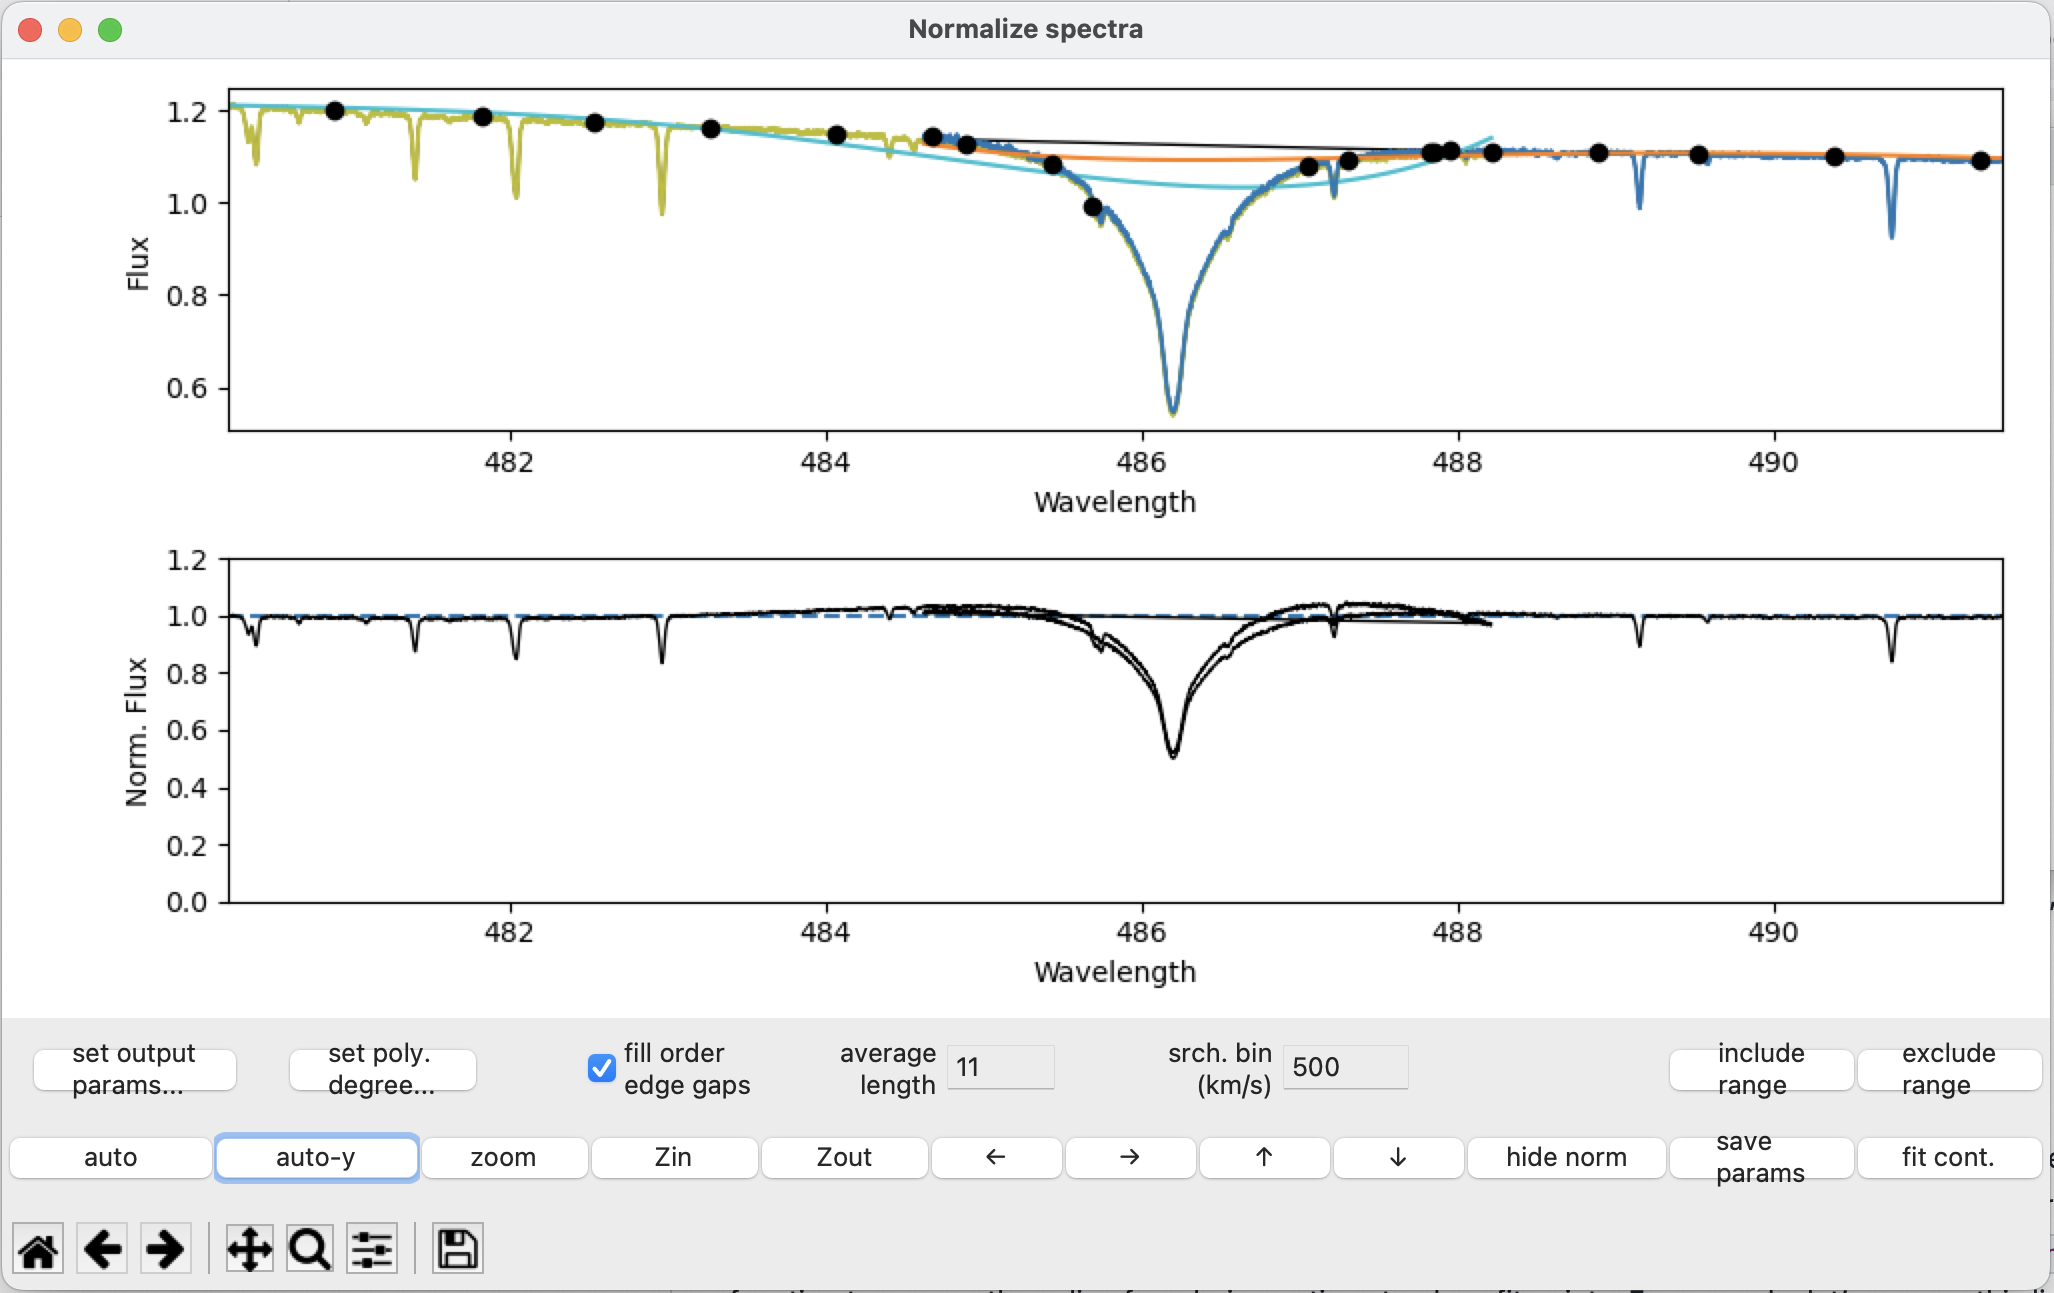 Normalize spectra
1.2
1.0
0.8
0.6
Flux
482 484 486 488 490
Wavelength
1.2
1.0
0.8
0.6
0.4
0.2
0.0
Norm. Flux
482 484 486 488 490
Wavelength
set output
params...
set poly.
degree...
fill order
edge gaps
average
length
11
srch. bin
(km/s)
500
include
range
exclude
range
auto
auto-y
zoom
Zin
Zout
←
→
↑
↓
hide norm
save
params
fit cont.